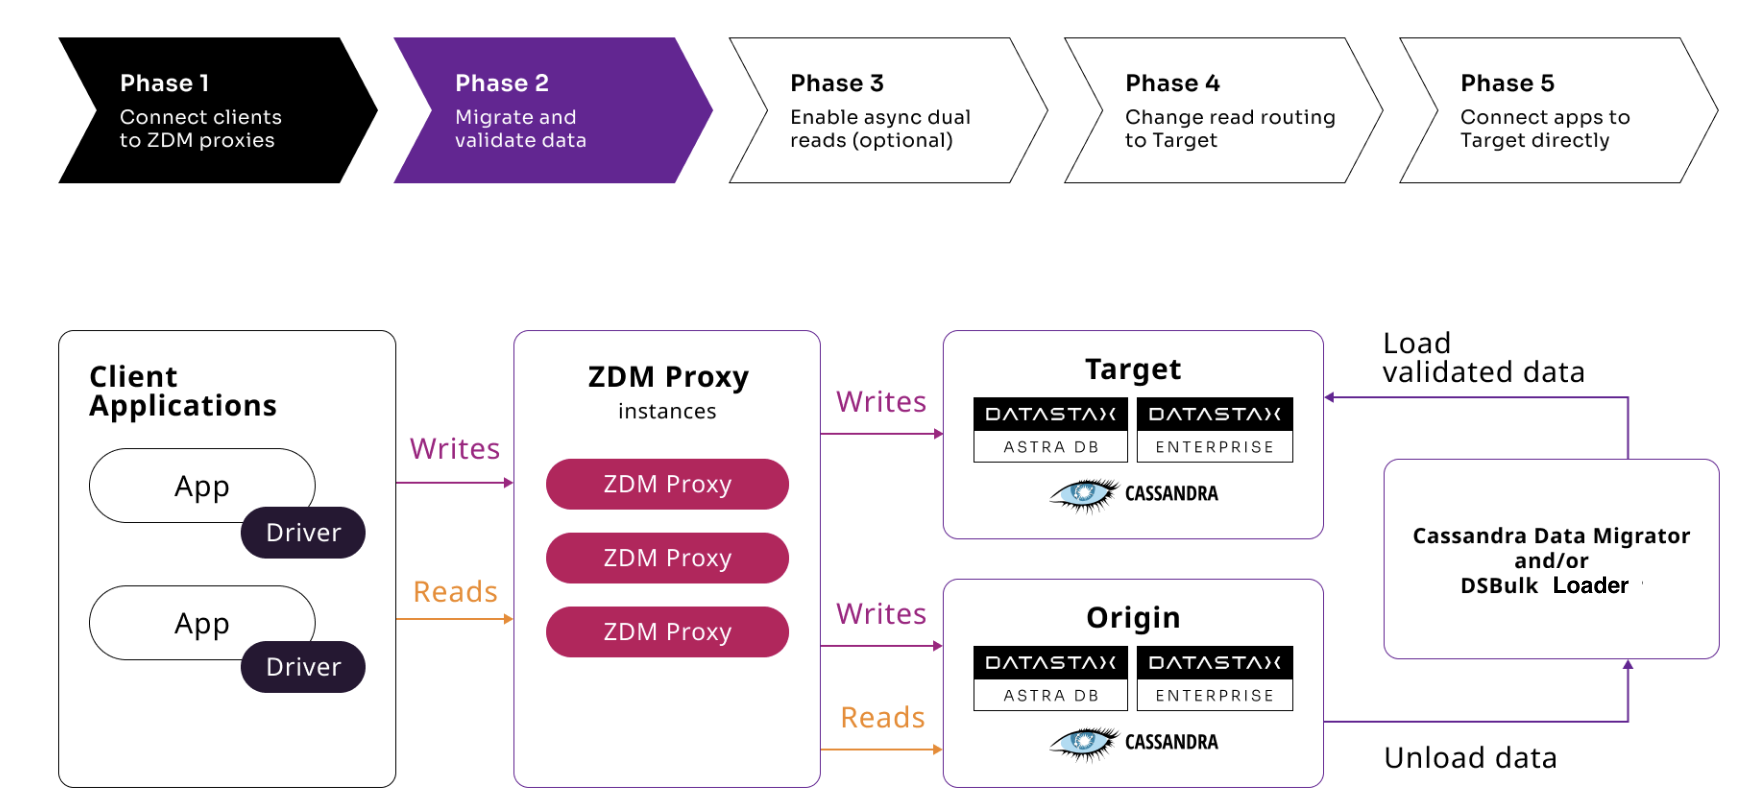 Phase 1
Connect clients
to ZDM proxies
Phase 2
Migrate and
validate data
Phase 3
Enable async dual
reads (optional)
Phase 4
Change read routing
to Target
Phase 5
Connect apps to
Target directly
Client
Applications
App
Driver
App
Driver
Writes
Reads
ZDM Proxy
instances
ZDM Proxy
ZDM Proxy
ZDM Proxy
Writes
Writes
Reads
Target
DATASTAX
ASTRA DB
DATASTAX
ENTERPRISE
CASSANDRA
Origin
DATASTAX
ASTRA DB
DATASTAX
ENTERPRISE
CASSANDRA
Load
validated data
Cassandra Data Migrator
and/or
DSBulk Loader
Unload data